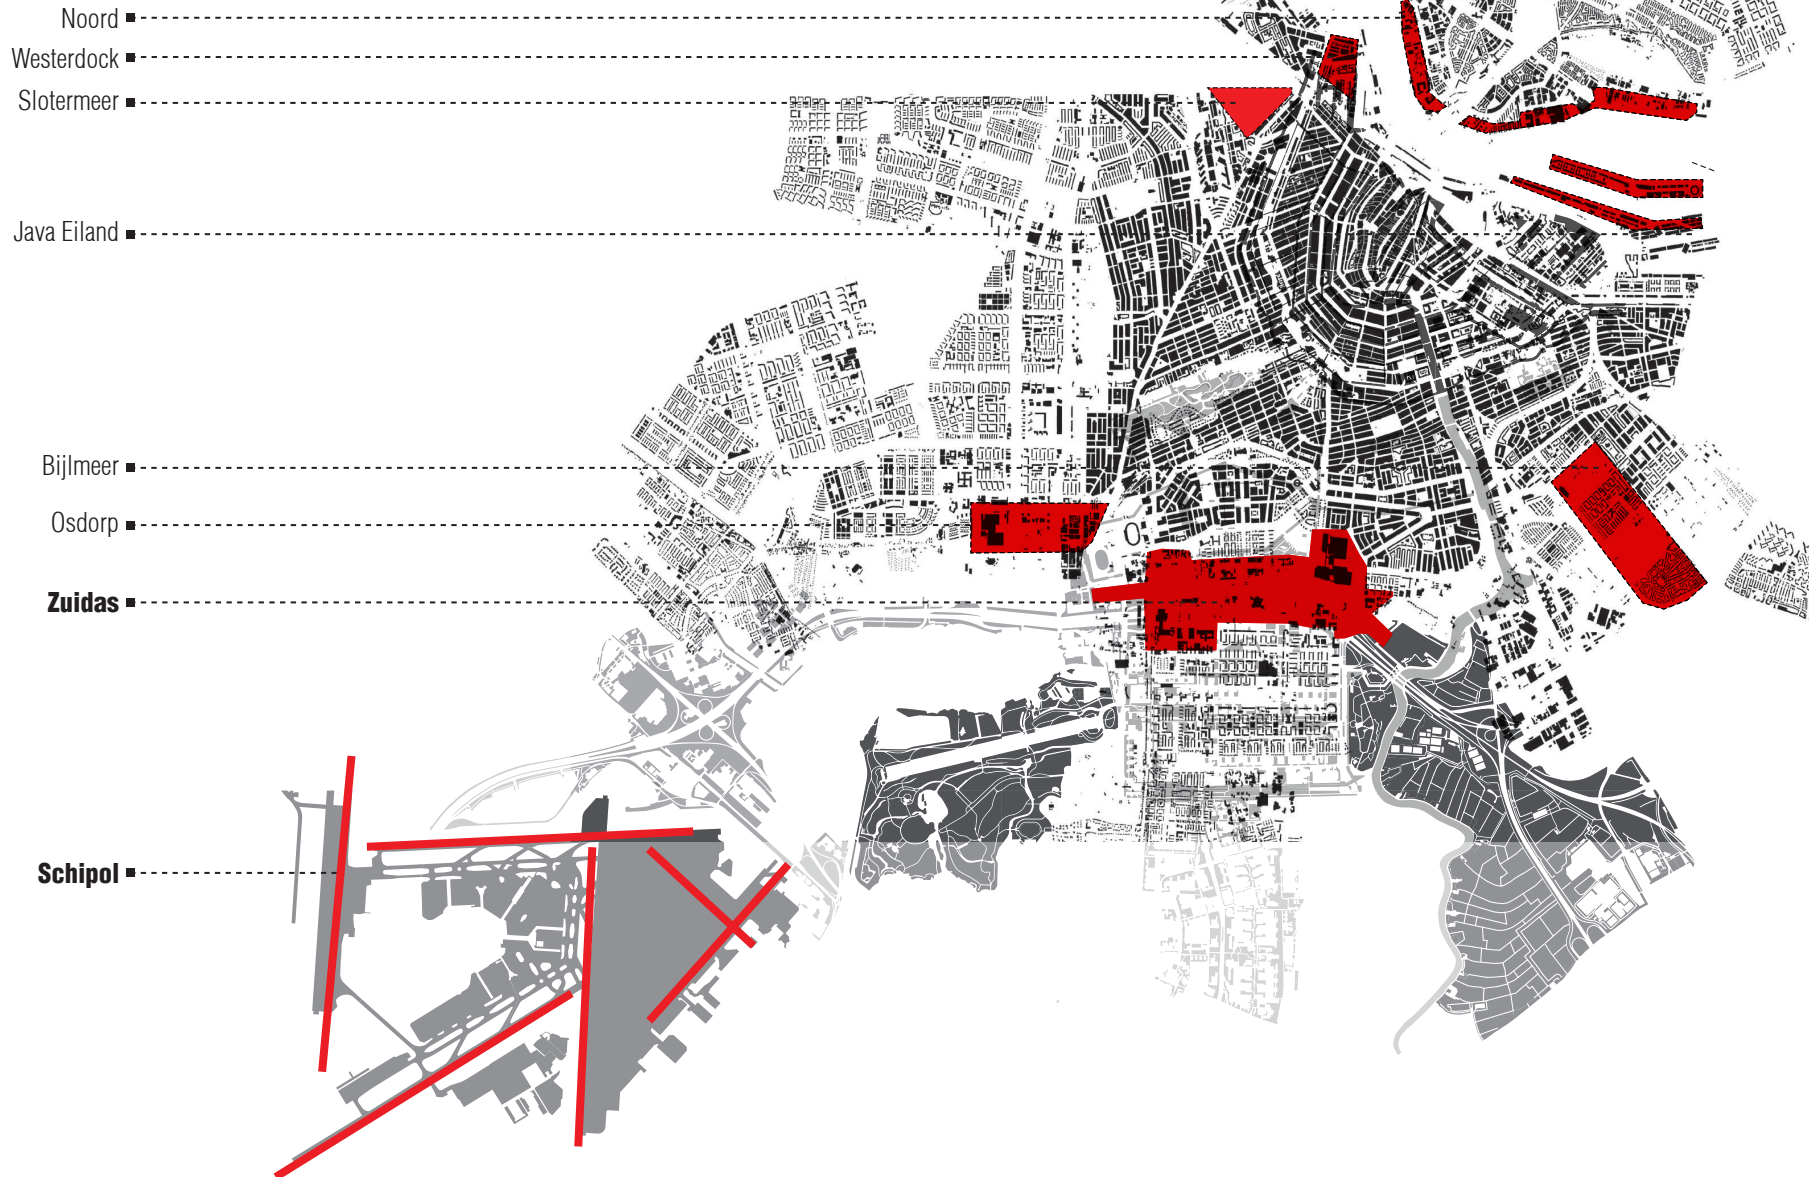 Noord
Westerdock
Slotermeer
Java Eiland
Bijlmeer
Osdorp
Zuidas
Schipol